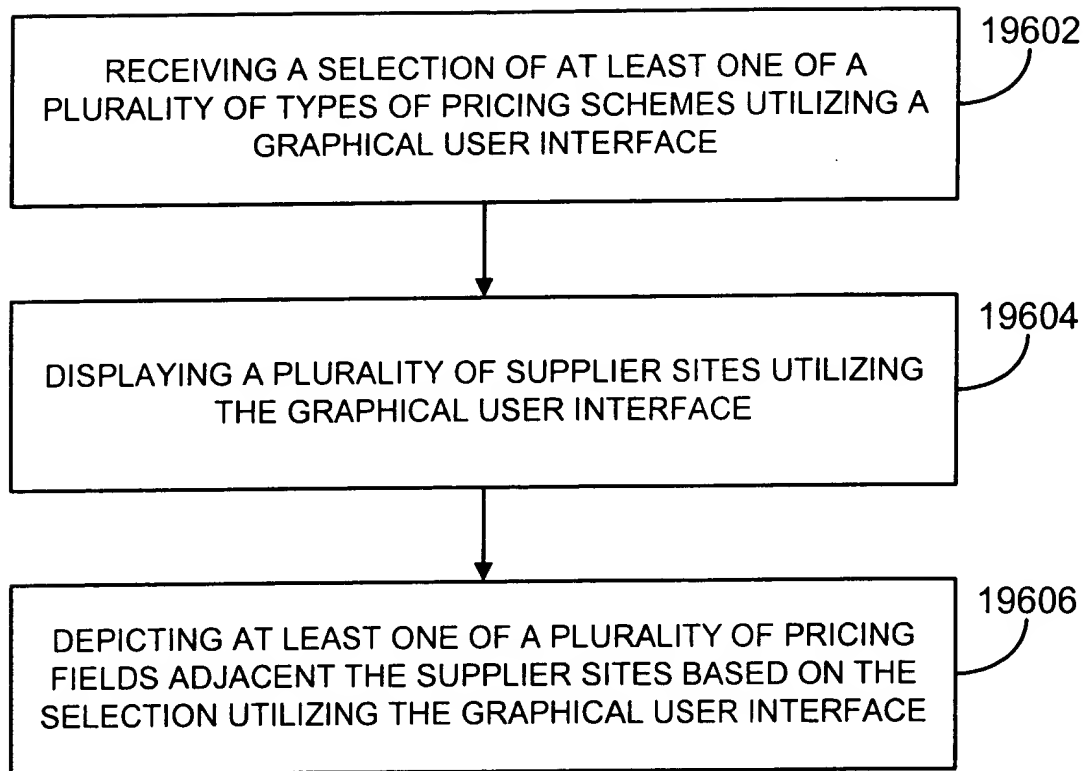 19602
RECEIVING A SELECTION OF AT LEAST ONE OF A
PLURALITY OF TYPES OF PRICING SCHEMES UTILIZING A
GRAPHICAL USER INTERFACE
19604
DISPLAYING A PLURALITY OF SUPPLIER SITES UTILIZING
THE GRAPHICAL USER INTERFACE
19606
DEPICTING AT LEAST ONE OF A PLURALITY OF PRICING
FIELDS ADJACENT THE SUPPLIER SITES BASED ON THE
SELECTION UTILIZING THE GRAPHICAL USER INTERFACE